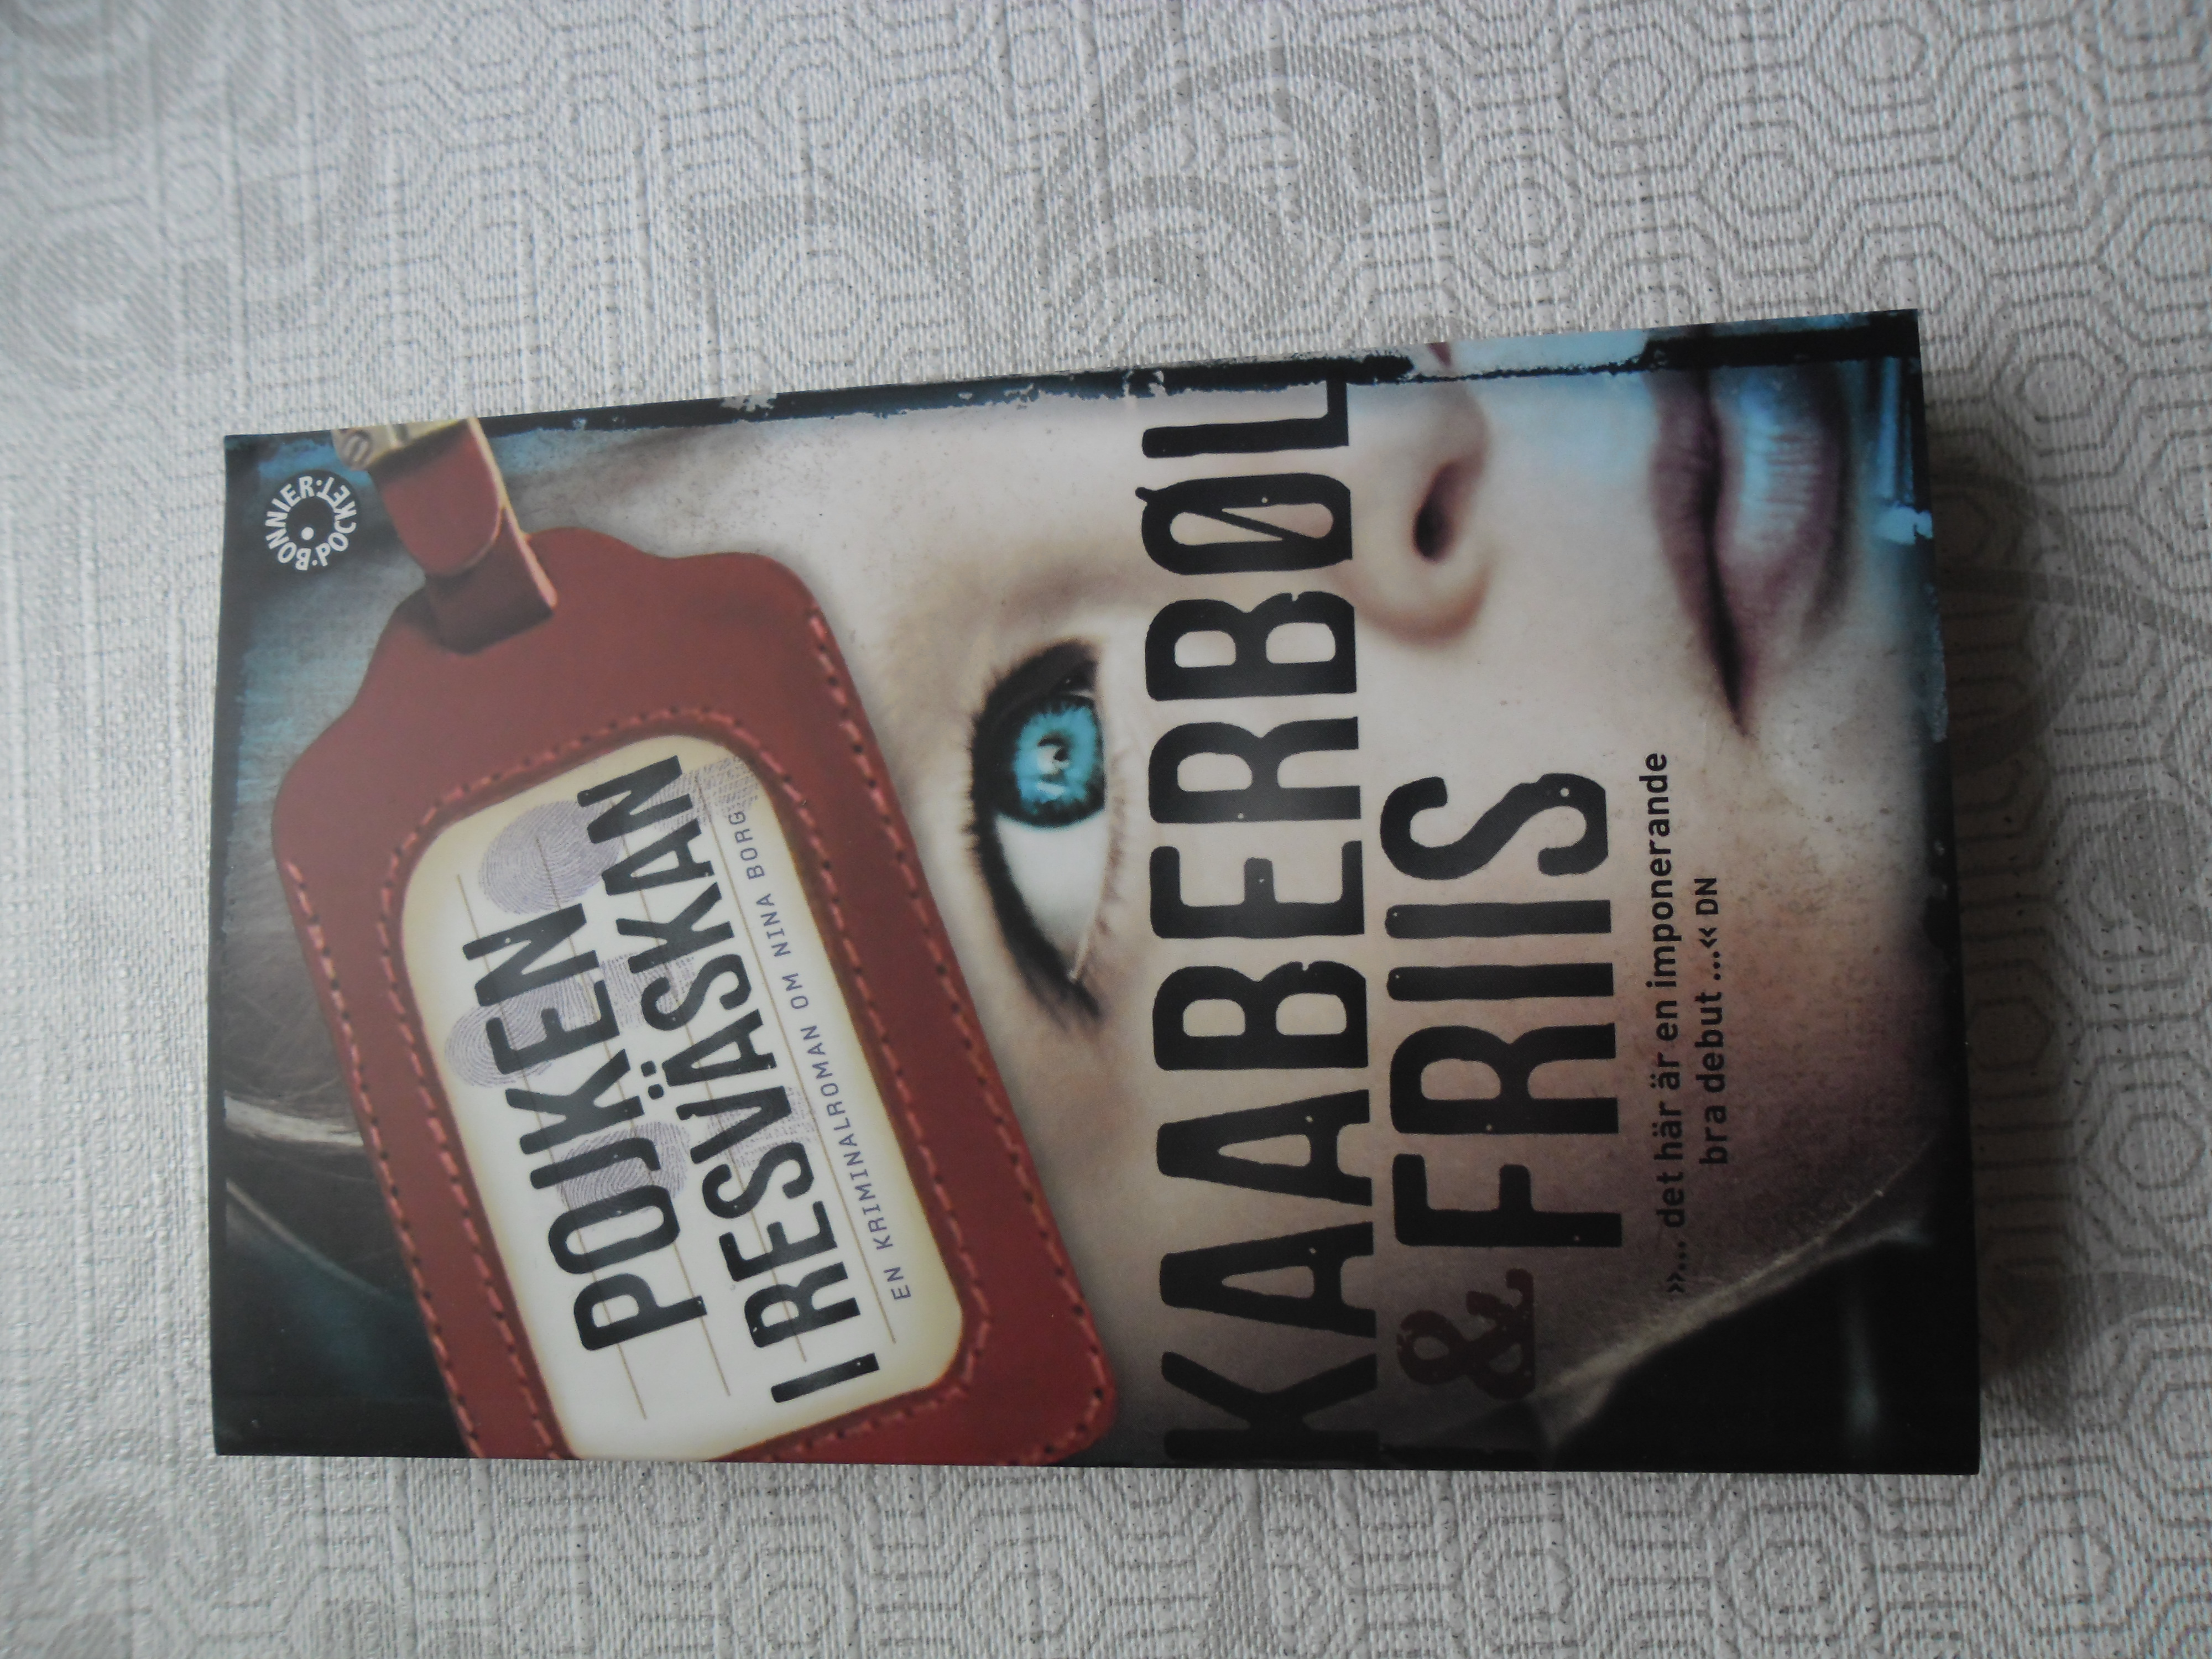 BONNIER·POCKET·
POJKEN
I RESVÄSKAN
EN KRIMINALROMAN OM NINA BORG
KAABERBØL
& FRIIS
»... det här är en imponerande
bra debut ...« DN